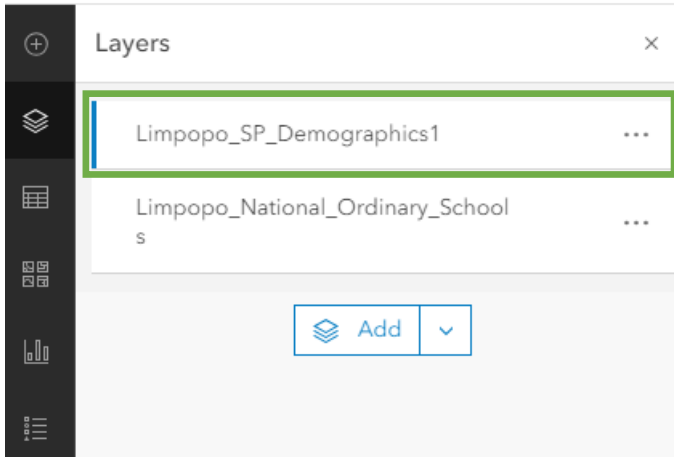 Layers
Limpopo_SP_Demographics1
Limpopo_National_Ordinary_School
s
Add